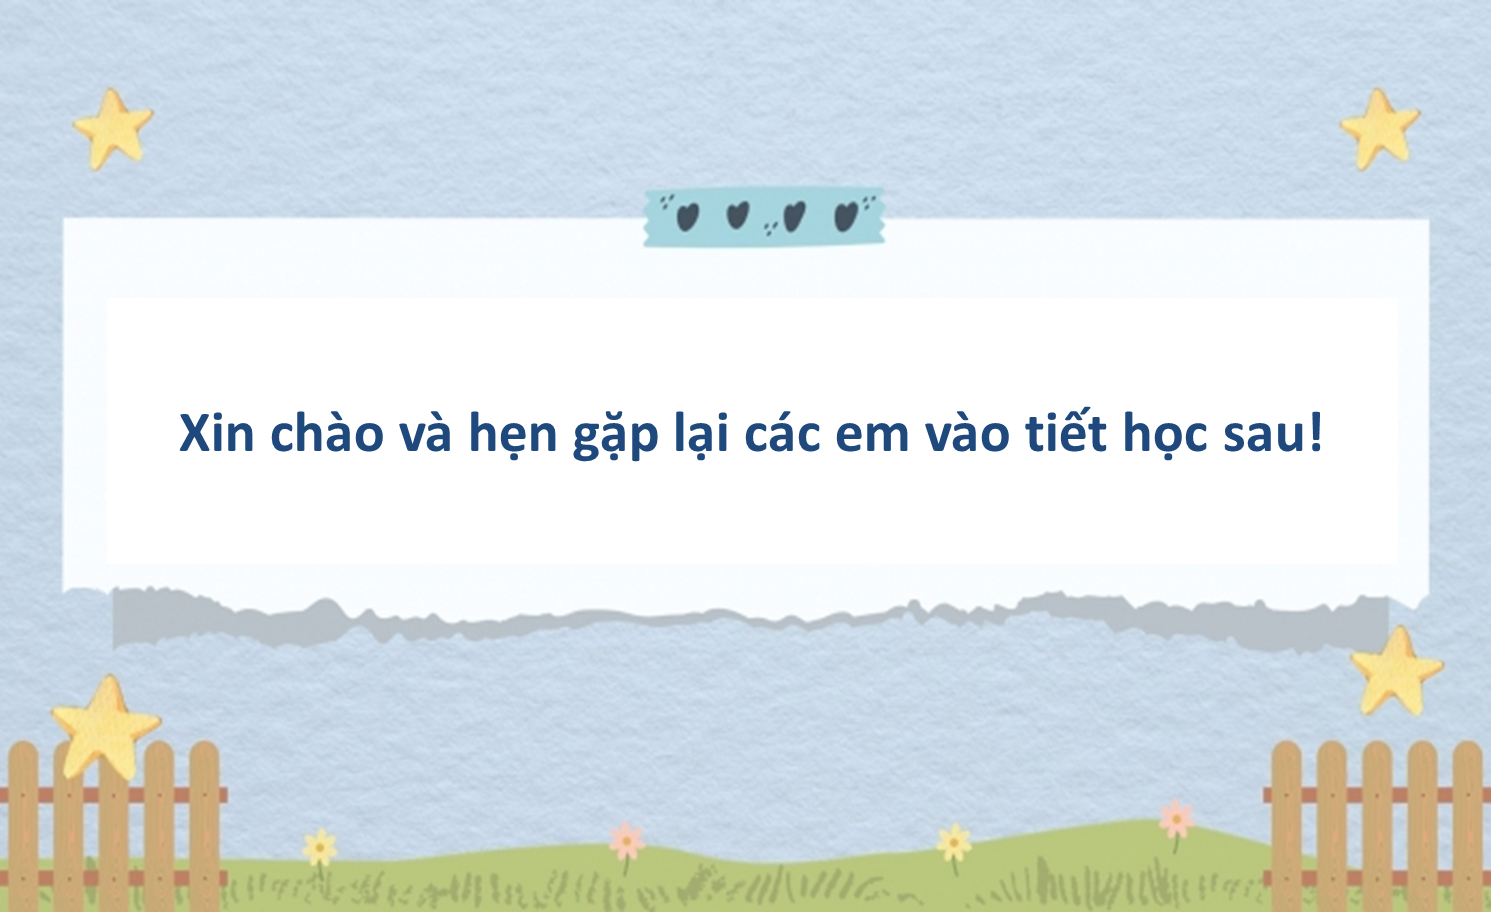 Xin chào và hẹn gặp lại các em vào tiết học sau!